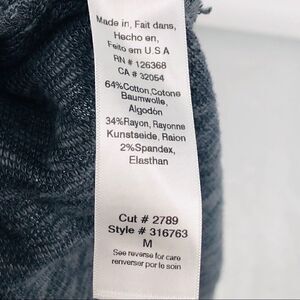 Made in, Fait dans,
Hecho en,
Feito em U S A
RN # 126368
CA # 32054
64%Cotton,Cotone
Baumwolle,
Algodón
34%Rayon, Rayonne
Kunstseide, Raion
2%Spandex,
Elasthan
Cut # 2789
Style # 316763
M
See reverse for care
renverser por le soin